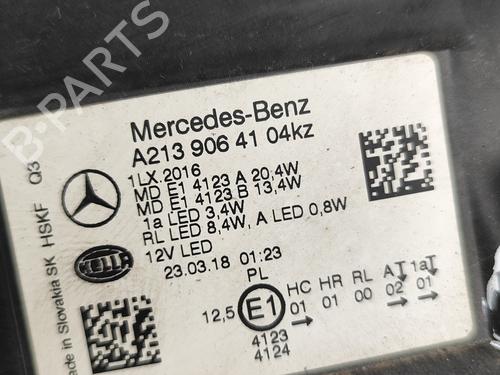 B-PARTS
Mercedes-Benz
A213 906 41 04kz
1LX.2016
MD E1 4123 A 20,4W
MD E1 4123 B 13,4W
1a LED 3,4W
RL LED 8,4W, A LED 0,8W
12V LED
23.03.18 01:23
PL
HELLA
HSKF Q3
ade in Slovakia SK
12,5 E1 HC HR RL AT 1aT
01 01 00 02 01
4123
4124